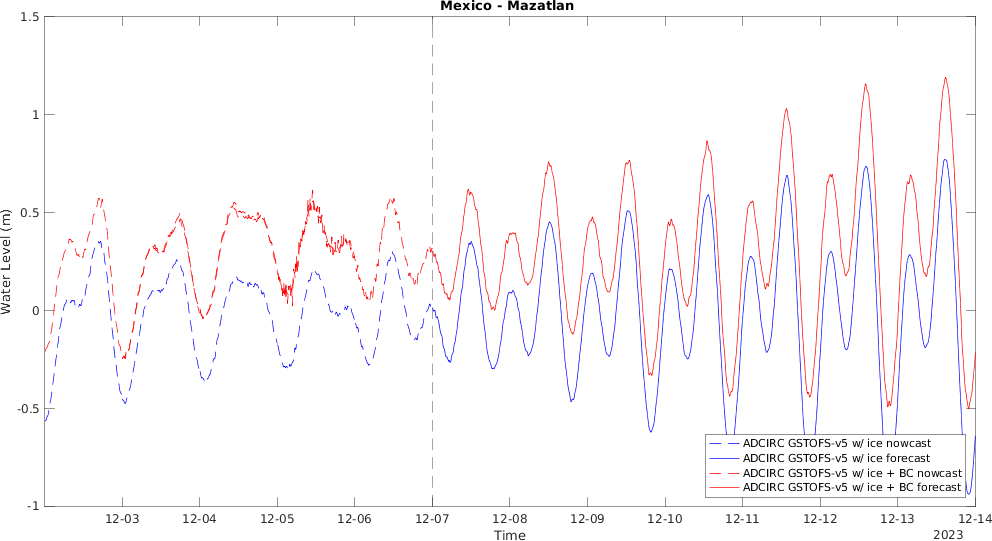 Mexico - Mazatlan
1.5
1
0.5
0
-0.5
-1
Water Level (m)
ADCIRC GSTOFS-v5 w/ ice nowcast
ADCIRC GSTOFS-v5 w/ ice forecast
ADCIRC GSTOFS-v5 w/ ice + BC nowcast
ADCIRC GSTOFS-v5 w/ ice + BC forecast
12-03 12-04 12-05 12-06 12-07 12-08 12-09 12-10 12-11 12-12 12-13 12-14
Time
2023